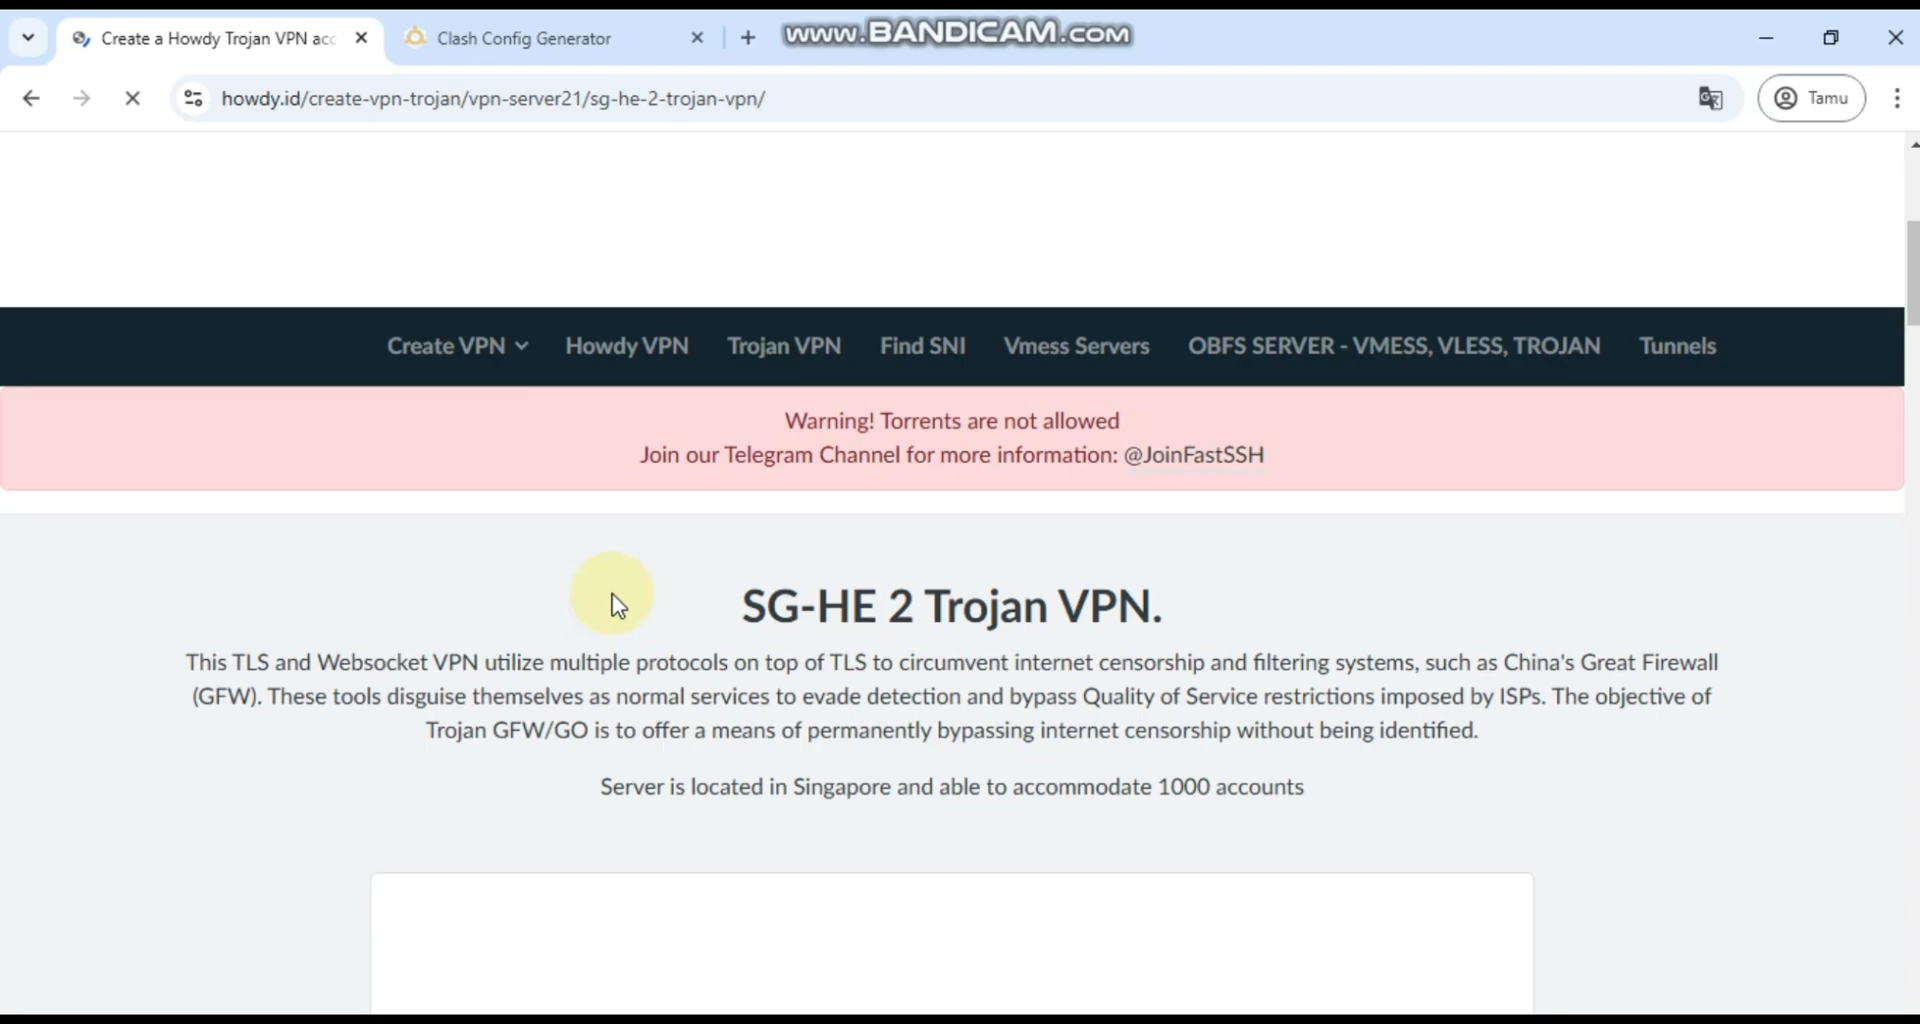 Create a Howdy Trojan VPN acc
Clash Config Generator
www.BANDICAM.com
howdy.id/create-vpn-trojan/vpn-server21/sg-he-2-trojan-vpn/
Tamu
Create VPN
Howdy VPN
Trojan VPN
Find SNI
Vmess Servers
OBFS SERVER - VMESS, VLESS, TROJAN
Tunnels
Warning! Torrents are not allowed
Join our Telegram Channel for more information: @JoinFastSSH
SG-HE 2 Trojan VPN.
This TLS and Websocket VPN utilize multiple protocols on top of TLS to circumvent internet censorship and filtering systems, such as China's Great Firewall
(GFW). These tools disguise themselves as normal services to evade detection and bypass Quality of Service restrictions imposed by ISPs. The objective of
Trojan GFW/GO is to offer a means of permanently bypassing internet censorship without being identified.
Server is located in Singapore and able to accommodate 1000 accounts